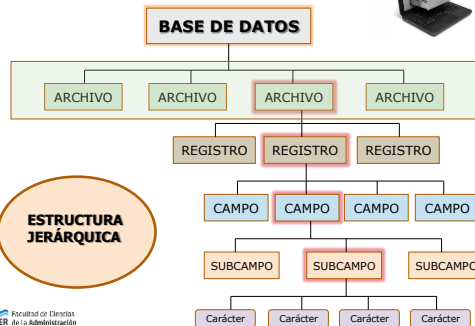 BASE DE DATOS
ARCHIVO ARCHIVO ARCHIVO ARCHIVO
REGISTRO REGISTRO REGISTRO
CAMPO CAMPO CAMPO CAMPO
ESTRUCTURA
JERÁRQUICA
SUBCAMPO SUBCAMPO SUBCAMPO
Facultad de Ciencias
de la Administración
Carácter Carácter Carácter Carácter